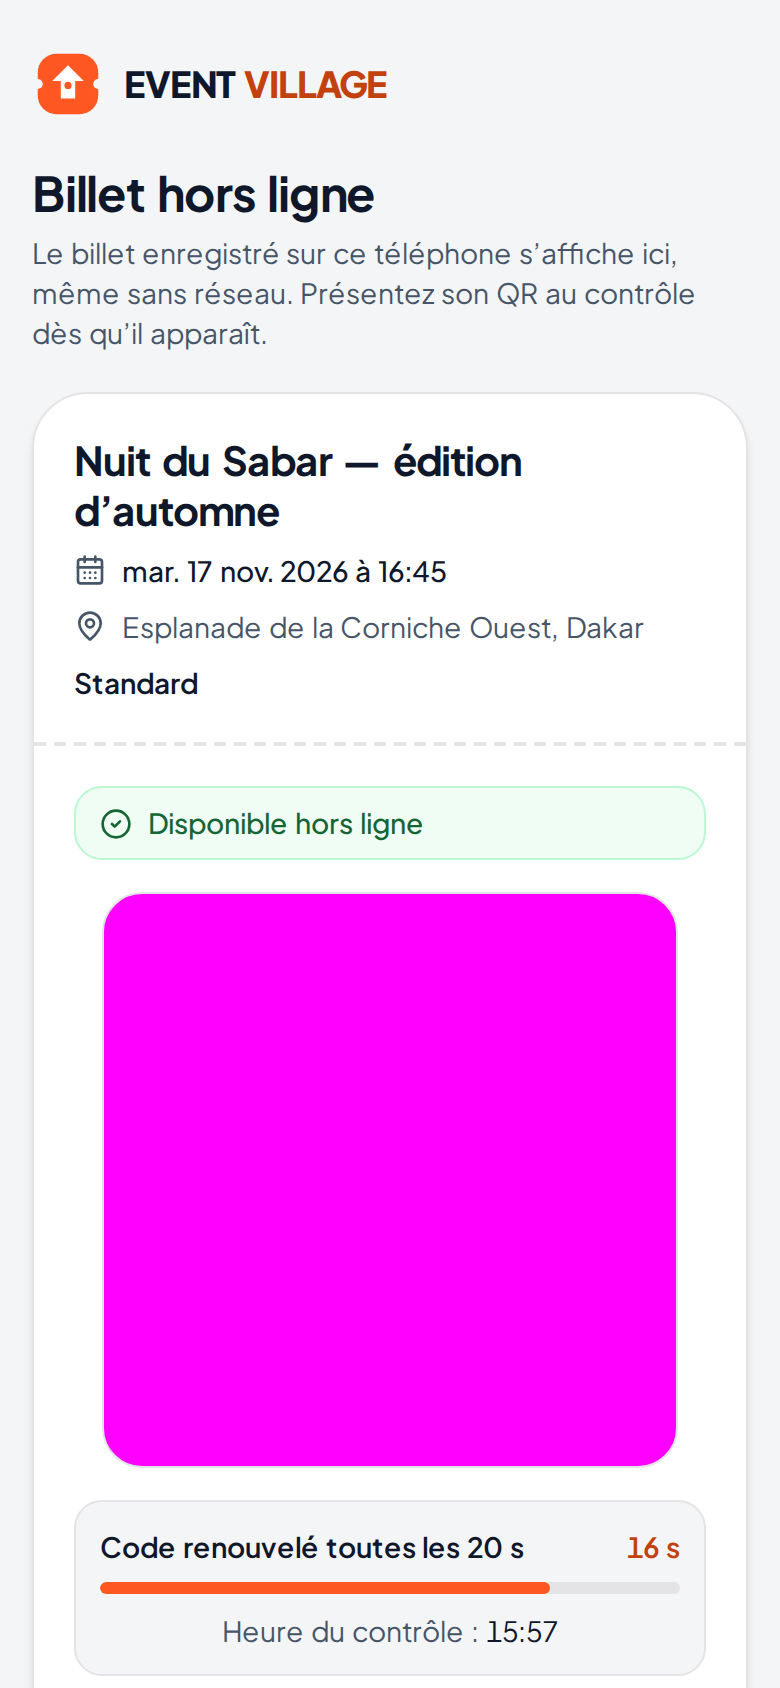 EVENT VILLAGE
Billet hors ligne
Le billet enregistré sur ce téléphone s’affiche ici,
même sans réseau. Présentez son QR au contrôle
dès qu’il apparaît.
Nuit du Sabar — édition
d’automne
mar. 17 nov. 2026 à 16:45
Esplanade de la Corniche Ouest, Dakar
Standard
Disponible hors ligne
Code renouvelé toutes les 20 s 16 s
Heure du contrôle : 15:57